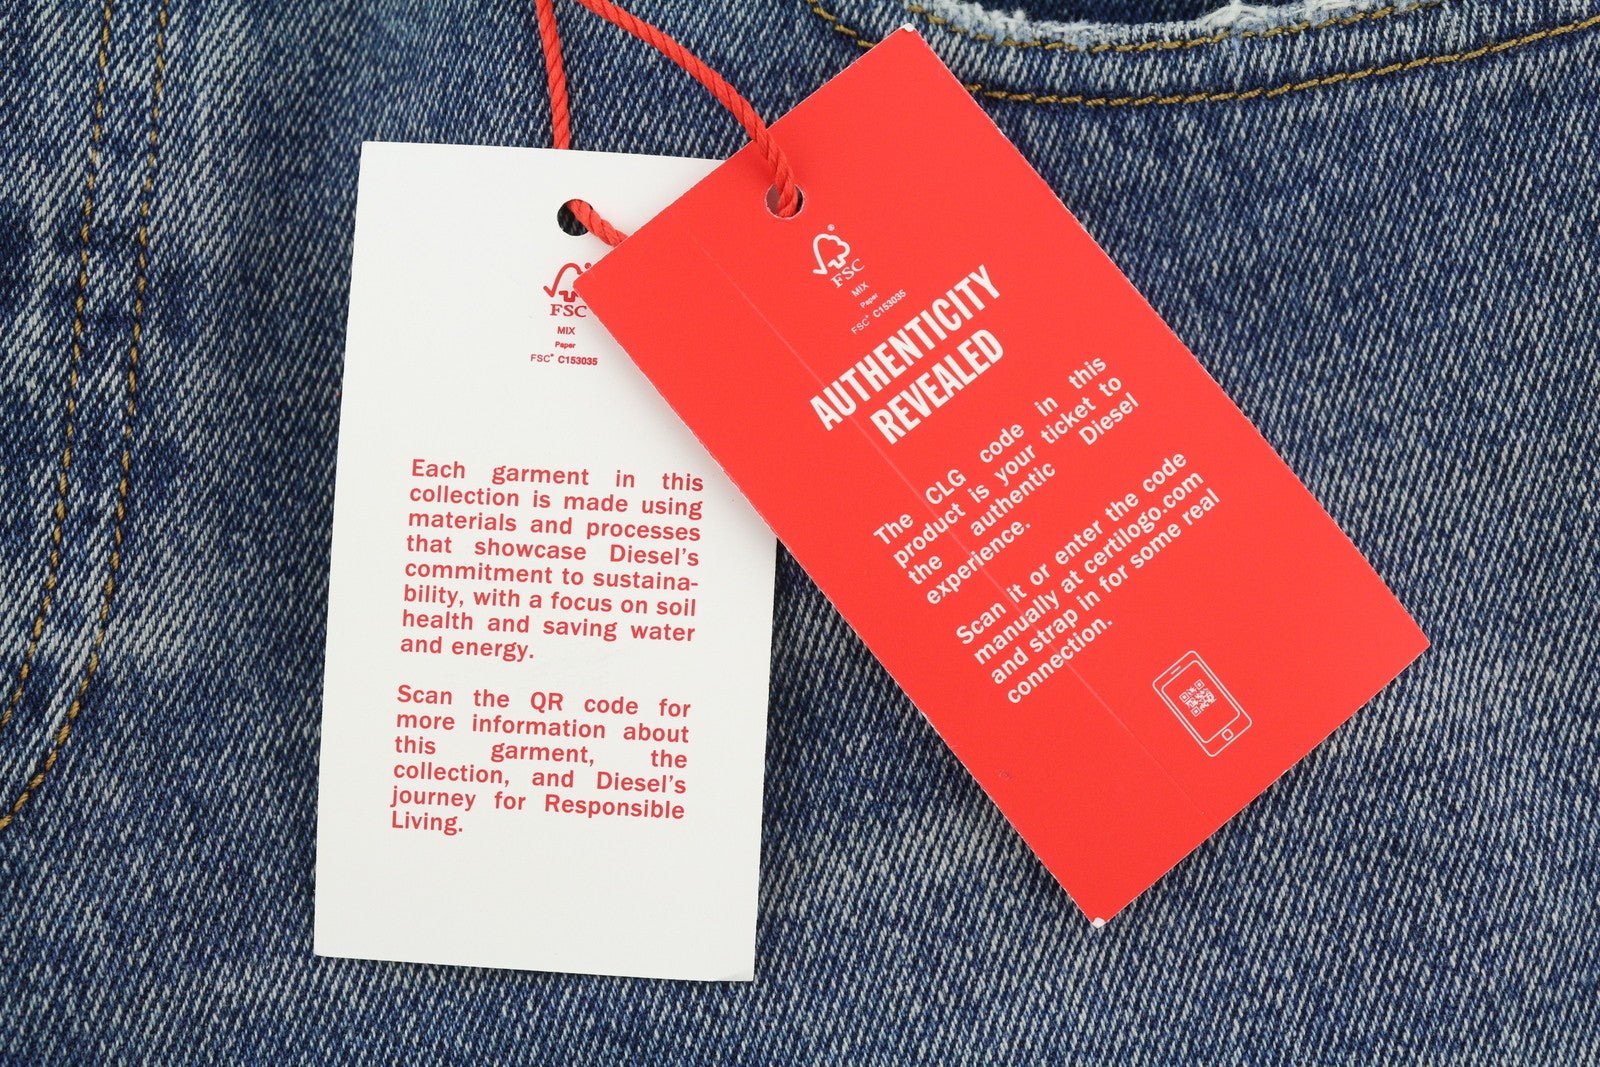 FSC
MIX
Paper
FSC® C153035
Each garment in this
collection is made using
materials and processes
that showcase Diesel's
commitment to sustaina-
bility, with a focus on soil
health and saving water
and energy.
Scan the QR code for
more information about
this garment, the
collection, and Diesel's
journey for Responsible
Living.
®
FSC
MIX
Paper
FSC® C153035
AUTHENTICITY
REVEALED
The CLG code in this
product is your ticket to
the authentic Diesel
experience.
Scan it or enter the code
manually at certilogo.com
and strap in for some real
connection.